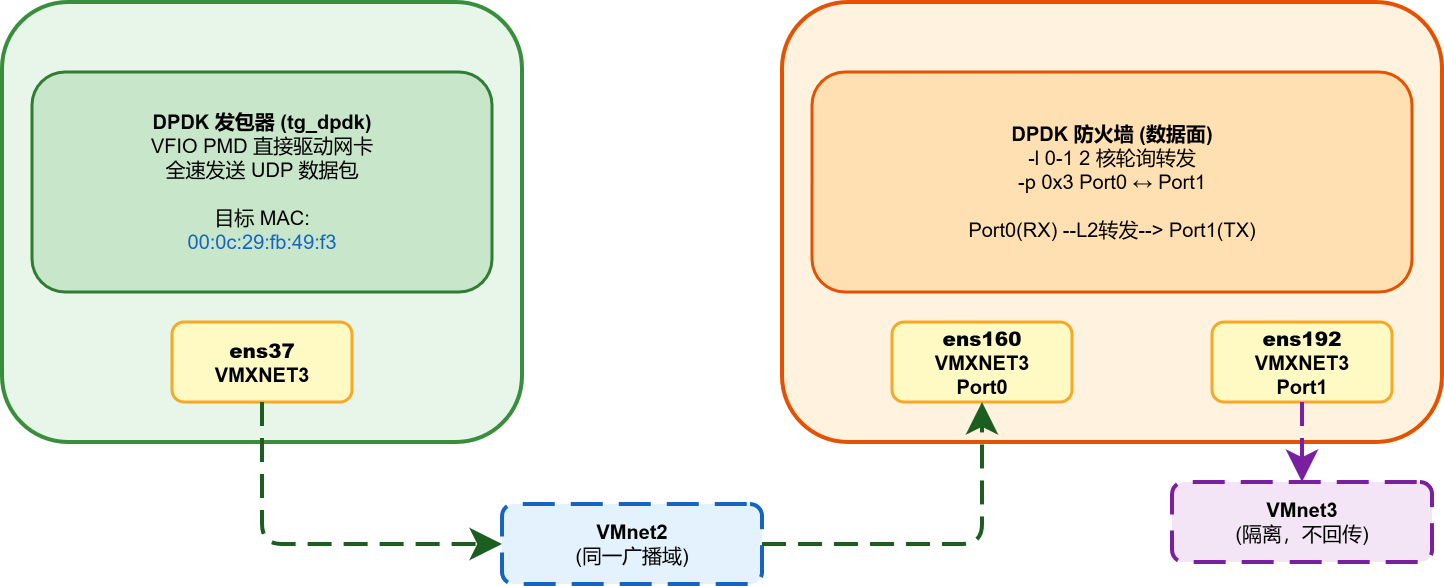 DPDK 发包器 (tg_dpdk)
VFIO PMD 直接驱动网卡
全速发送 UDP 数据包
目标 MAC:
00:0c:29:fb:49:f3
ens37
VMXNET3
DPDK 防火墙 (数据面)
-l 0-1 2 核轮询转发
-p 0x3 Port0 ↔ Port1
Port0(RX) --L2转发--> Port1(TX)
ens160
VMXNET3
Port0
ens192
VMXNET3
Port1
VMnet2
(同一广播域)
VMnet3
(隔离，不回传)